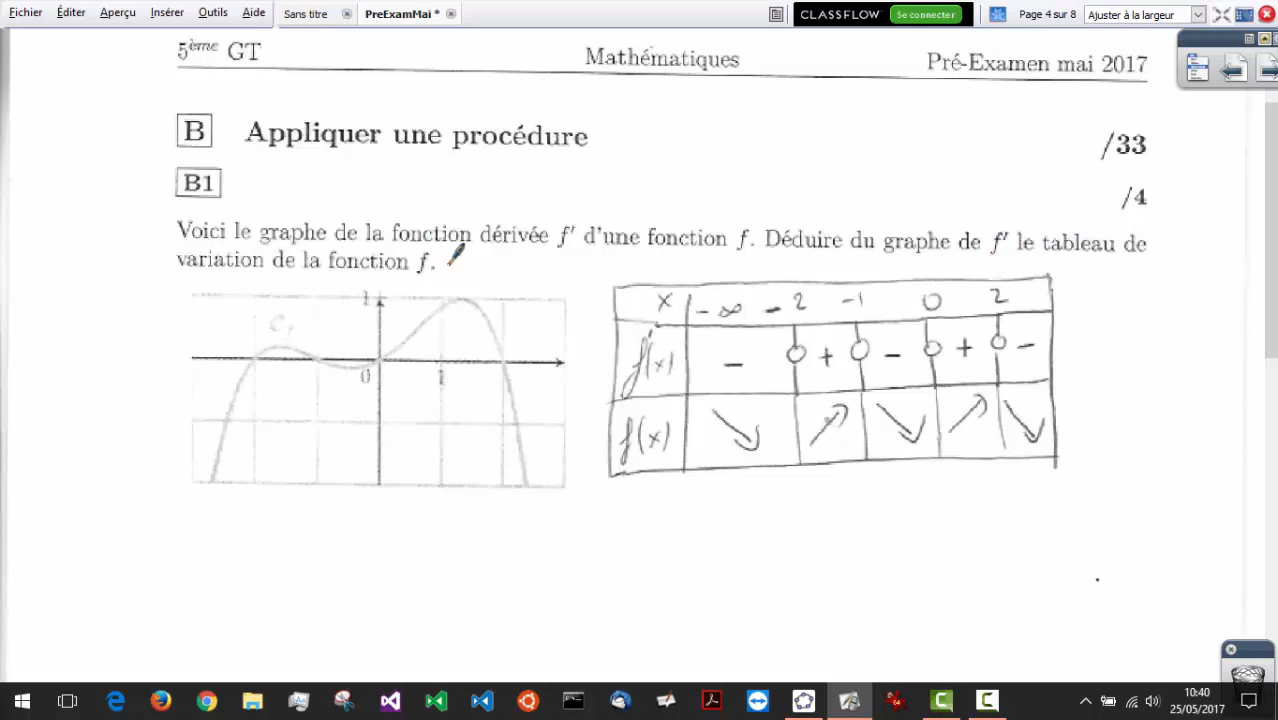 Fichier Éditer Aperçu Insérer Outils Aide Sans titre PreExamMai * CLASSFLOW Se connecter Page 4 sur 8 Ajuster à la largeur
5ème GT Mathématiques Pré-Examen mai 2017
B Appliquer une procédure /33
B1 /4
Voici le graphe de la fonction dérivée f′ d'une fonction f. Déduire du graphe de f′ le tableau de
variation de la fonction f.
1
0 1
x -∞ -2 -1 0 2
f'(x) - 0 + 0 - 0 + 0 -
f(x) ↘ ↗ ↘ ↗ ↘
10:40
25/05/2017